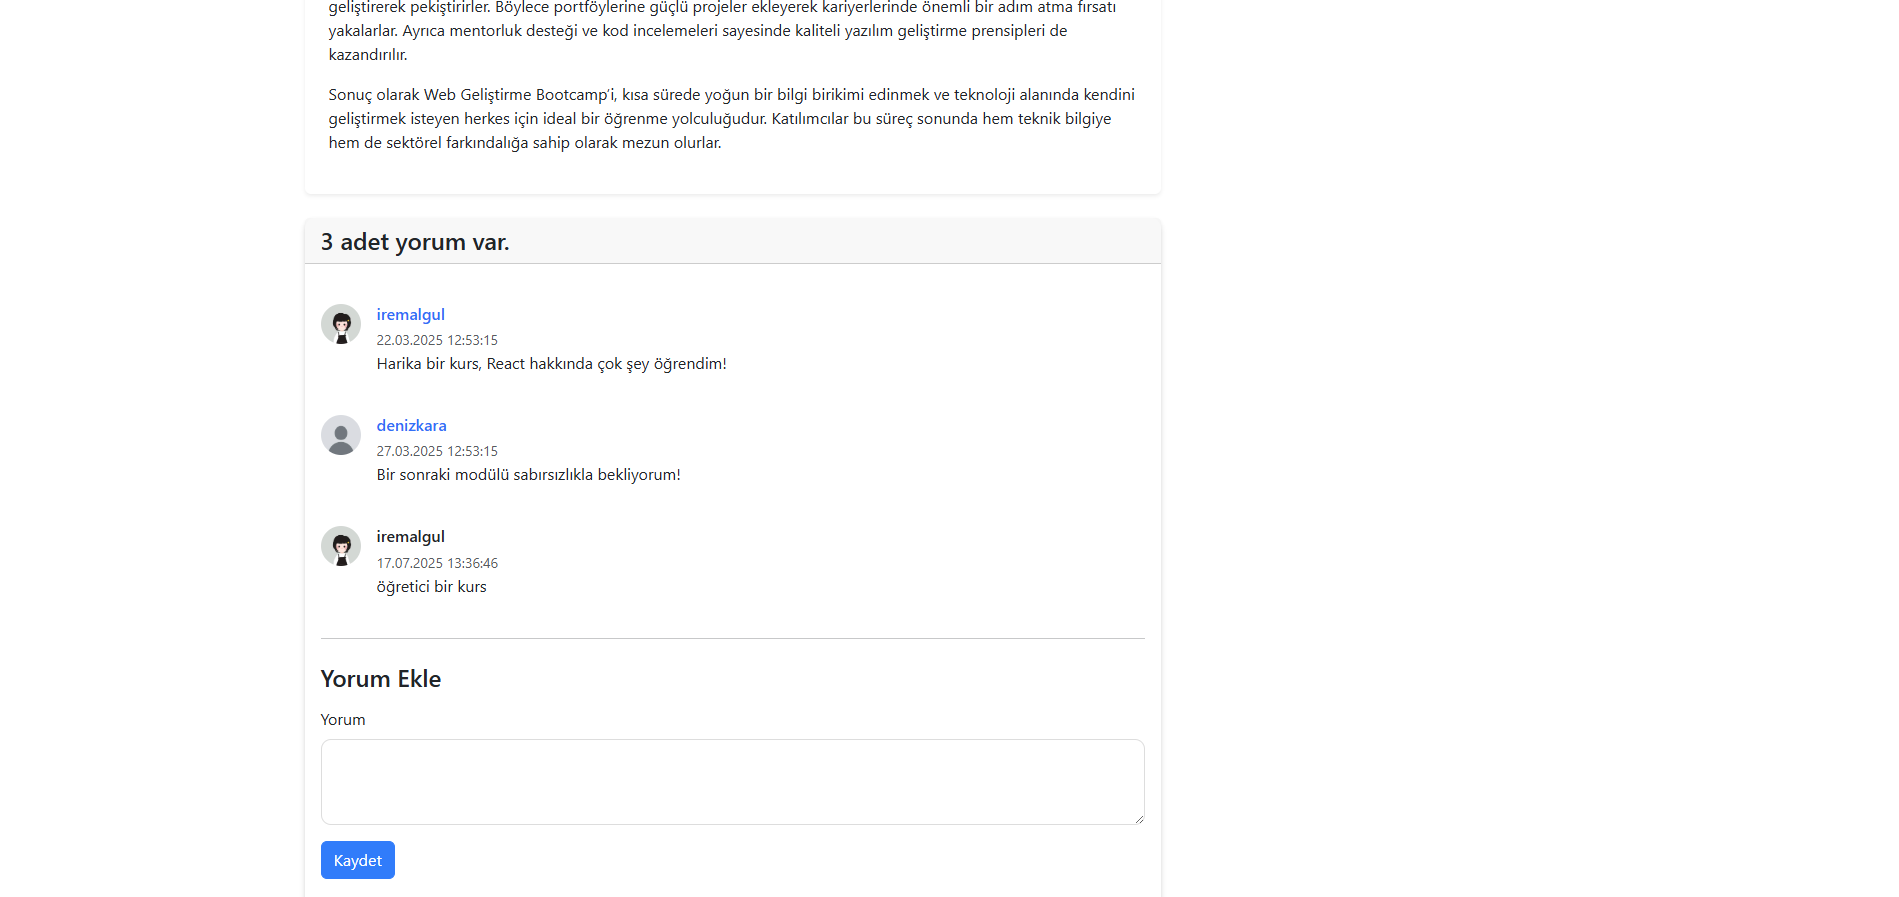 geliştirerek pekiştirirler. Böylece portföylerine güçlü projeler ekleyerek kariyerlerinde önemli bir adım atma fırsatı
yakalarlar. Ayrıca mentorluk desteği ve kod incelemeleri sayesinde kaliteli yazılım geliştirme prensipleri de
kazandırılır.
Sonuç olarak Web Geliştirme Bootcamp’i, kısa sürede yoğun bir bilgi birikimi edinmek ve teknoloji alanında kendini
geliştirmek isteyen herkes için ideal bir öğrenme yolculuğudur. Katılımcılar bu süreç sonunda hem teknik bilgiye
hem de sektörel farkındalığa sahip olarak mezun olurlar.
3 adet yorum var.
iremalgul
22.03.2025 12:53:15
Harika bir kurs, React hakkında çok şey öğrendim!
denizkara
27.03.2025 12:53:15
Bir sonraki modülü sabırsızlıkla bekliyorum!
iremalgul
17.07.2025 13:36:46
öğretici bir kurs
Yorum Ekle
Yorum
Kaydet